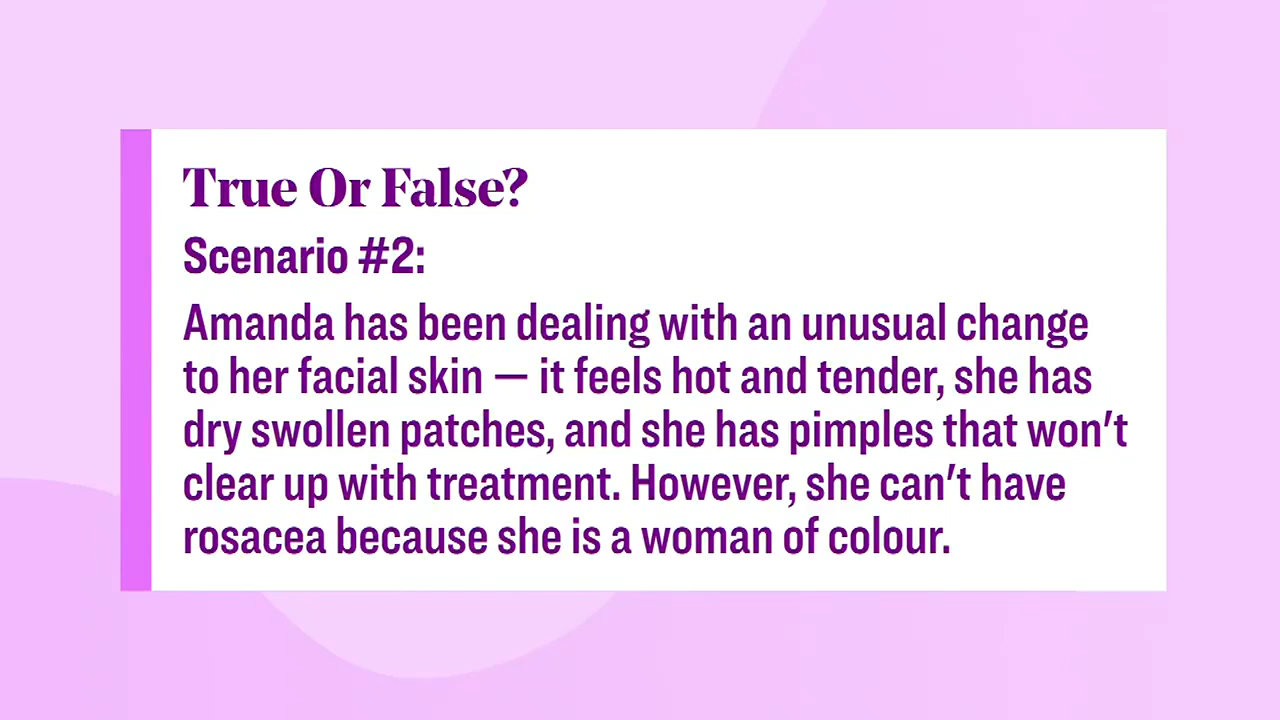 True Or False?
Scenario #2:
Amanda has been dealing with an unusual change
to her facial skin — it feels hot and tender, she has
dry swollen patches, and she has pimples that won’t
clear up with treatment. However, she can’t have
rosacea because she is a woman of colour.